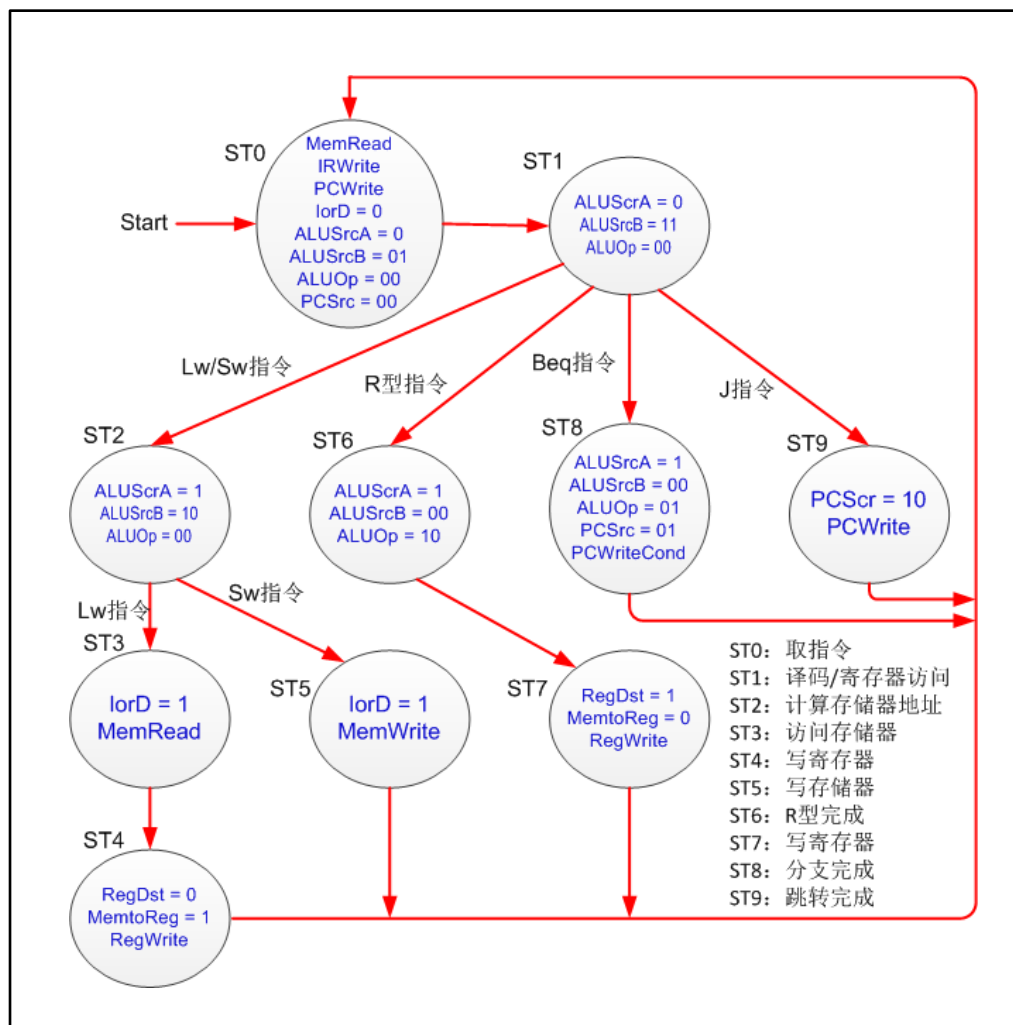 ST0
MemRead
IRWrite
PCWrite
IorD = 0
ALUSrcA = 0
ALUSrcB = 01
ALUOp = 00
PCSrc = 00
Start
ST1
ALUScrA = 0
ALUSrcB = 11
ALUOp = 00
Lw/Sw指令
R型指令
Beq指令
J指令
ST2
ALUScrA = 1
ALUSrcB = 10
ALUOp = 00
ST6
ALUScrA = 1
ALUSrcB = 00
ALUOp = 10
ST8
ALUSrcA = 1
ALUSrcB = 00
ALUOp = 01
PCSrc = 01
PCWriteCond
ST9
PCScr = 10
PCWrite
Lw指令
Sw指令
ST3
IorD = 1
MemRead
ST5
IorD = 1
MemWrite
ST7
RegDst = 1
MemtoReg = 0
RegWrite
ST4
RegDst = 0
MemtoReg = 1
RegWrite
ST0: 取指令
ST1: 译码/寄存器访问
ST2: 计算存储器地址
ST3: 访问存储器
ST4: 写寄存器
ST5: 写存储器
ST6: R型完成
ST7: 写寄存器
ST8: 分支完成
ST9: 跳转完成